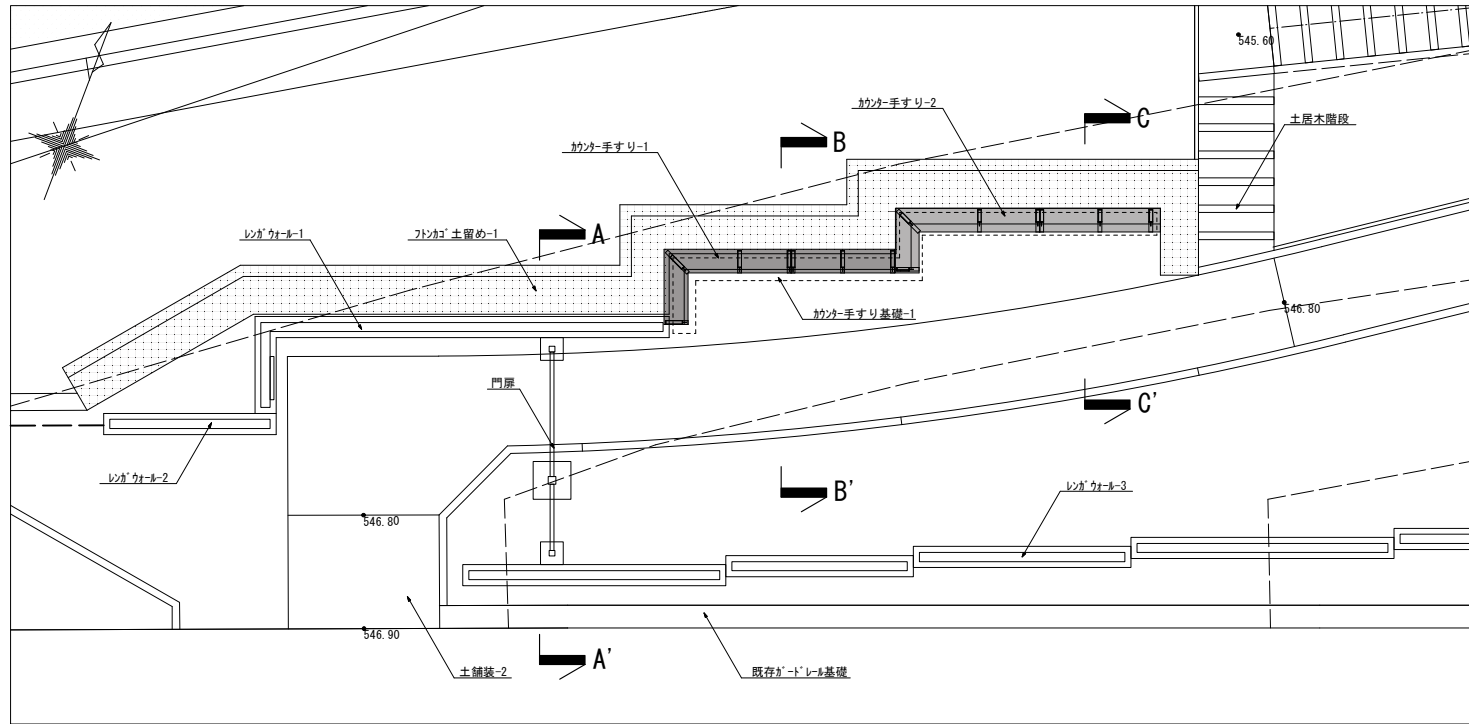 545.60
カウンター手すり-2
C
土居木階段
B
カウンター手すり-1
A
レンガウォール-1
フトンカゴ土留め-1
546.80
カウンター手すり基礎-1
門扉
C'
レンガウォール-2
B'
レンガウォール-3
546.80
546.90
A'
土舗装-2
既存ガードレール基礎